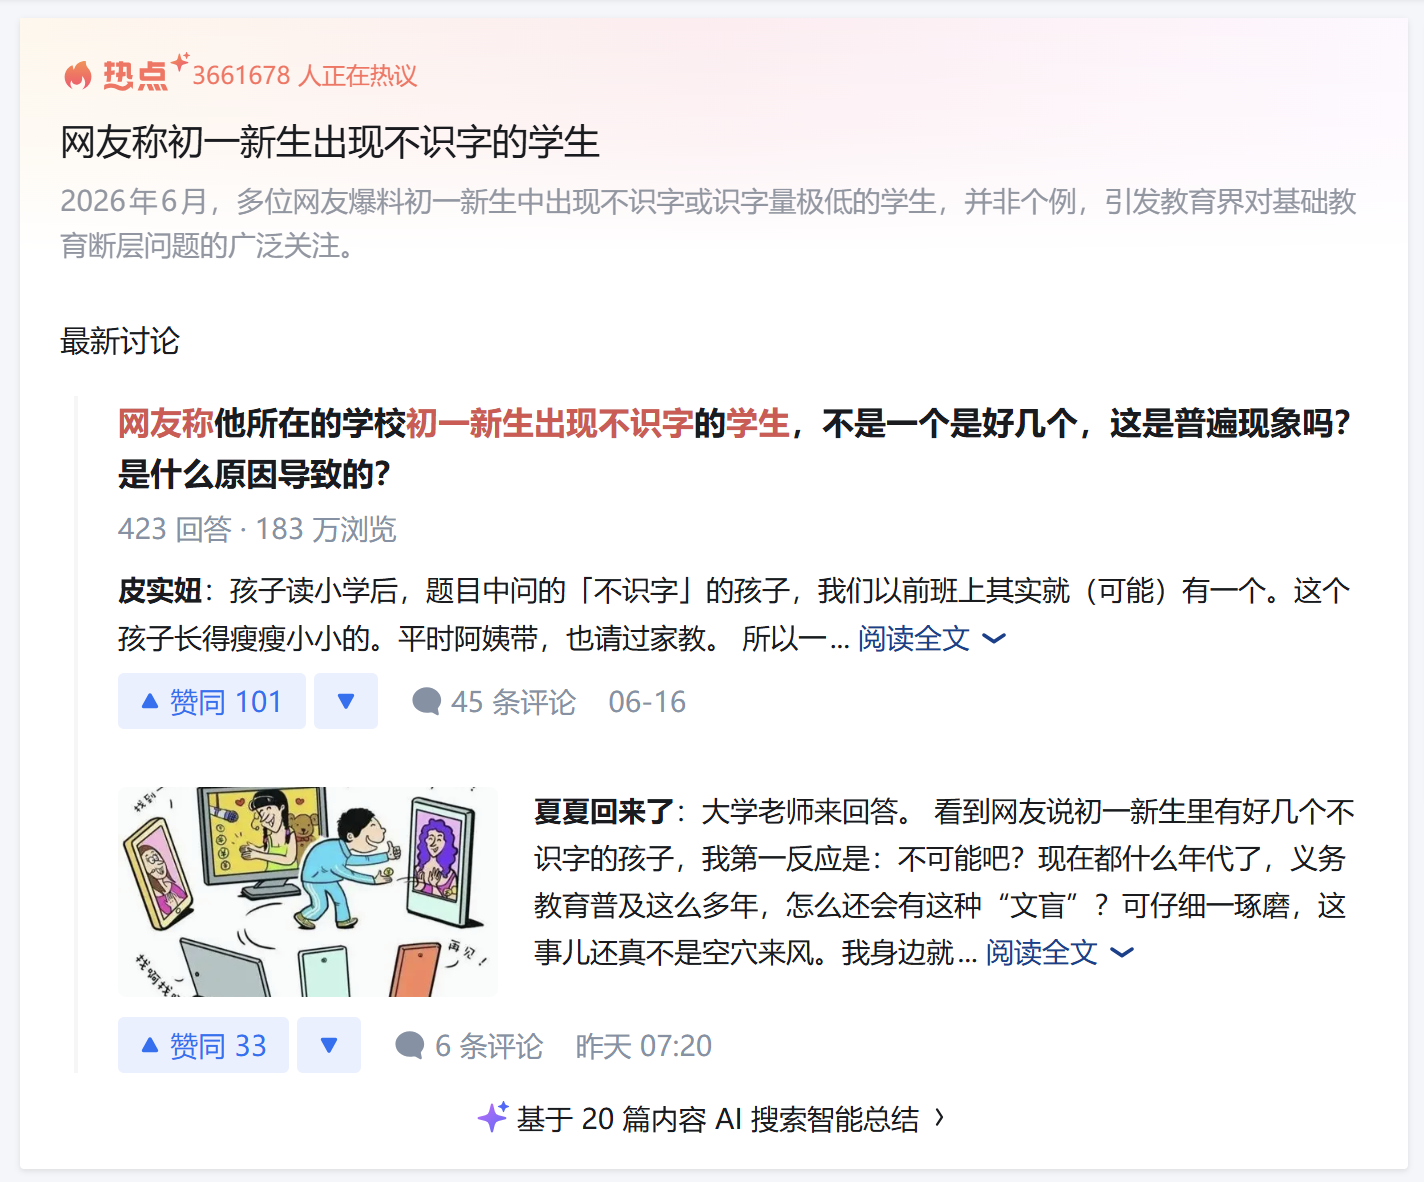 热点 3661678 人正在热议
网友称初一新生出现不识字的学生
2026年6月，多位网友爆料初一新生中出现不识字或识字量极低的学生，并非个例，引发教育界对基础教
育断层问题的广泛关注。
最新讨论
网友称他所在的学校初一新生出现不识字的学生，不是一个是好几个，这是普遍现象吗？
是什么原因导致的？
423 回答 · 183 万浏览
皮实妞：孩子读小学后，题目中问的「不识字」的孩子，我们以前班上其实就（可能）有一个。这个
孩子长得瘦瘦小小的。平时阿姨带，也请过家教。 所以一... 阅读全文
赞同 101
45 条评论
06-16
找到
再见！
找啊找
夏夏回来了：大学老师来回答。 看到网友说初一新生里有好几个不
识字的孩子，我第一反应是：不可能吧？现在都什么年代了，义务
教育普及这么多年，怎么还会有这种“文盲”？可仔细一琢磨，这
事儿还真不是空穴来风。我身边就... 阅读全文
赞同 33
6 条评论
昨天 07:20
基于 20 篇内容 AI 搜索智能总结